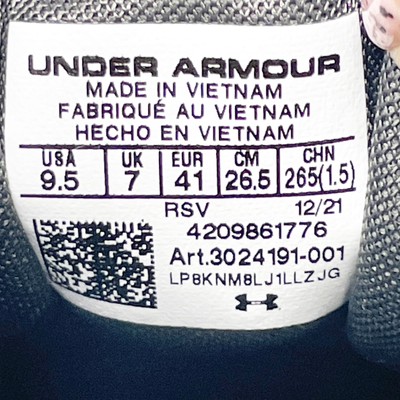 UNDER ARMOUR
MADE IN VIETNAM
FABRIQUÉ AU VIETNAM
HECHO EN VIETNAM
USA UK EUR CM CHN
9.5 7 41 26.5 265(1.5)
RSV 12/21
4209861776
Art.3024191-001
LP8KNM8LJ1LLZJG